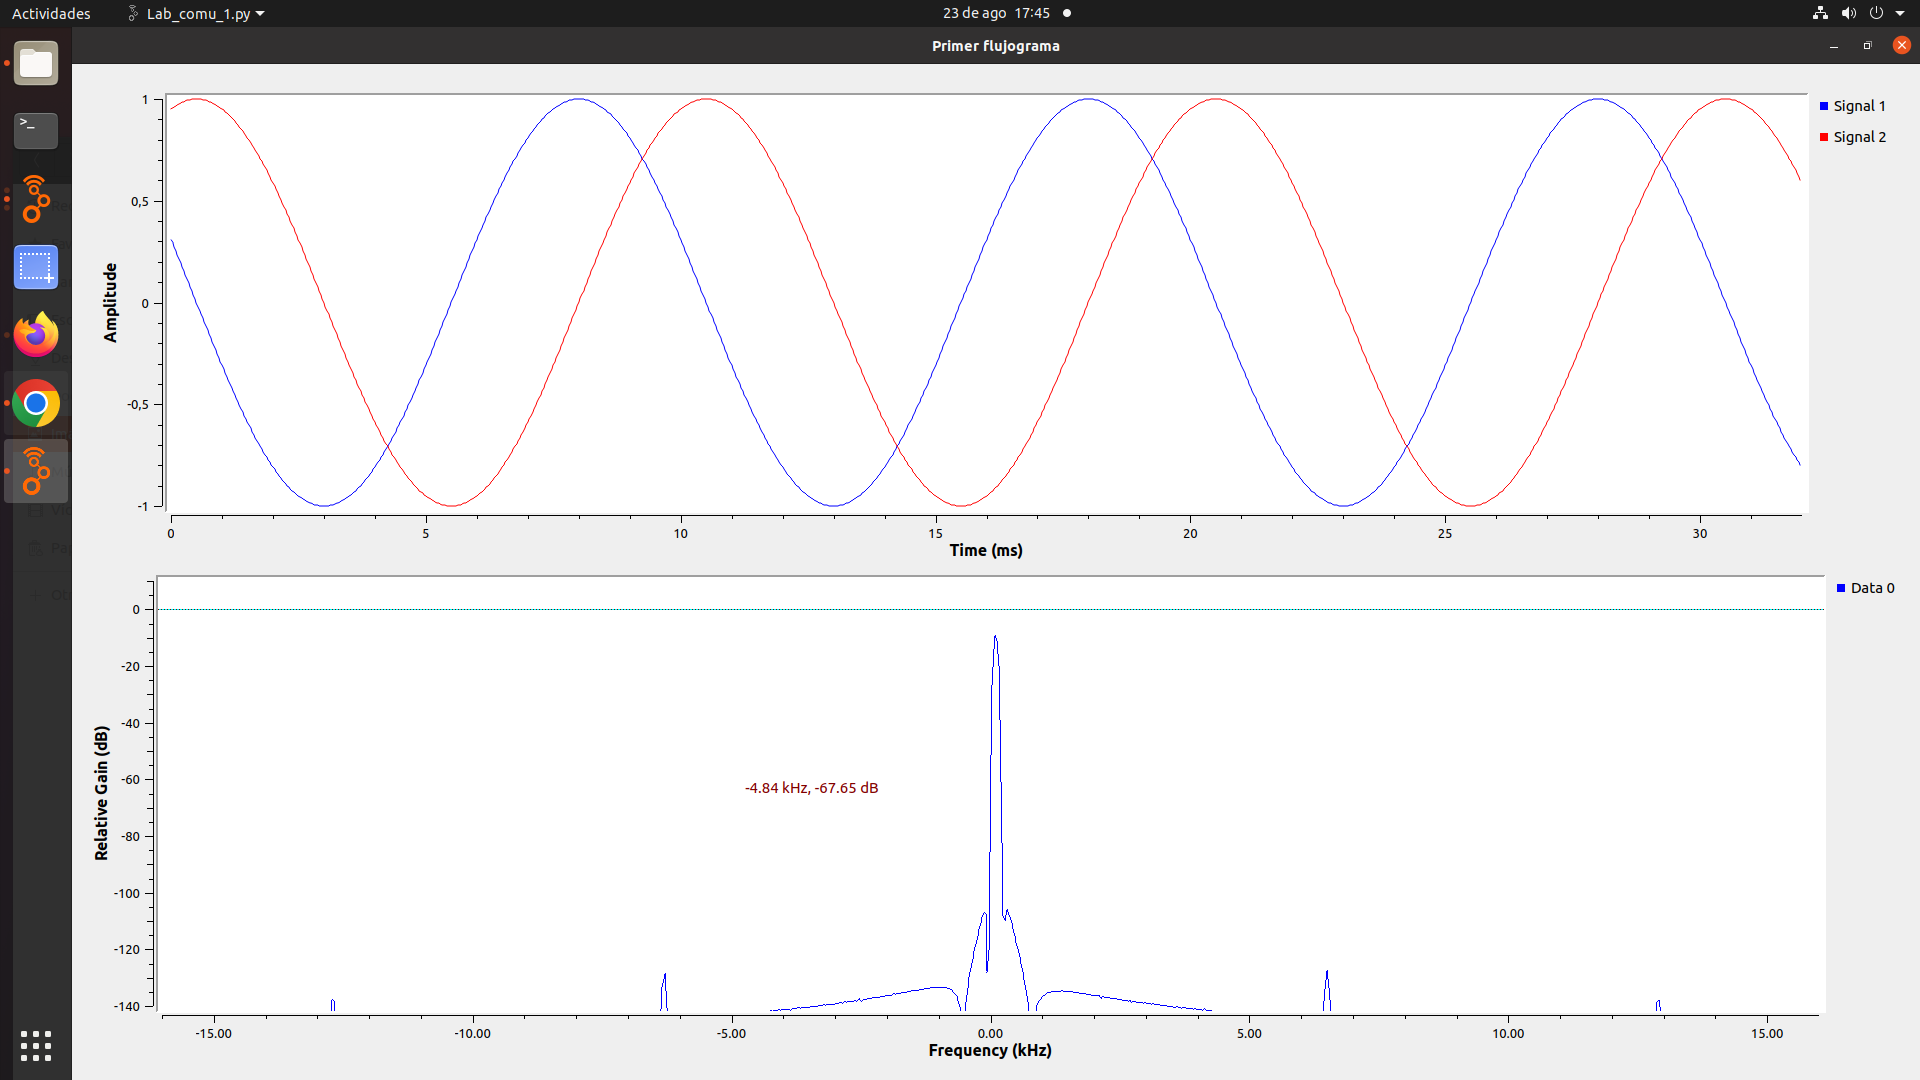 Actividades Lab_comu_1.py 23 de ago 17:45
Primer flujograma
Signal 1
Signal 2
1
0,5
0
-0,5
-1
Amplitude
0 5 10 15 20 25 30
Time (ms)
Data 0
0
-20
-40
-60
-80
-100
-120
-140
Relative Gain (dB)
-4.84 kHz, -67.65 dB
-15.00 -10.00 -5.00 0.00 5.00 10.00 15.00
Frequency (kHz)